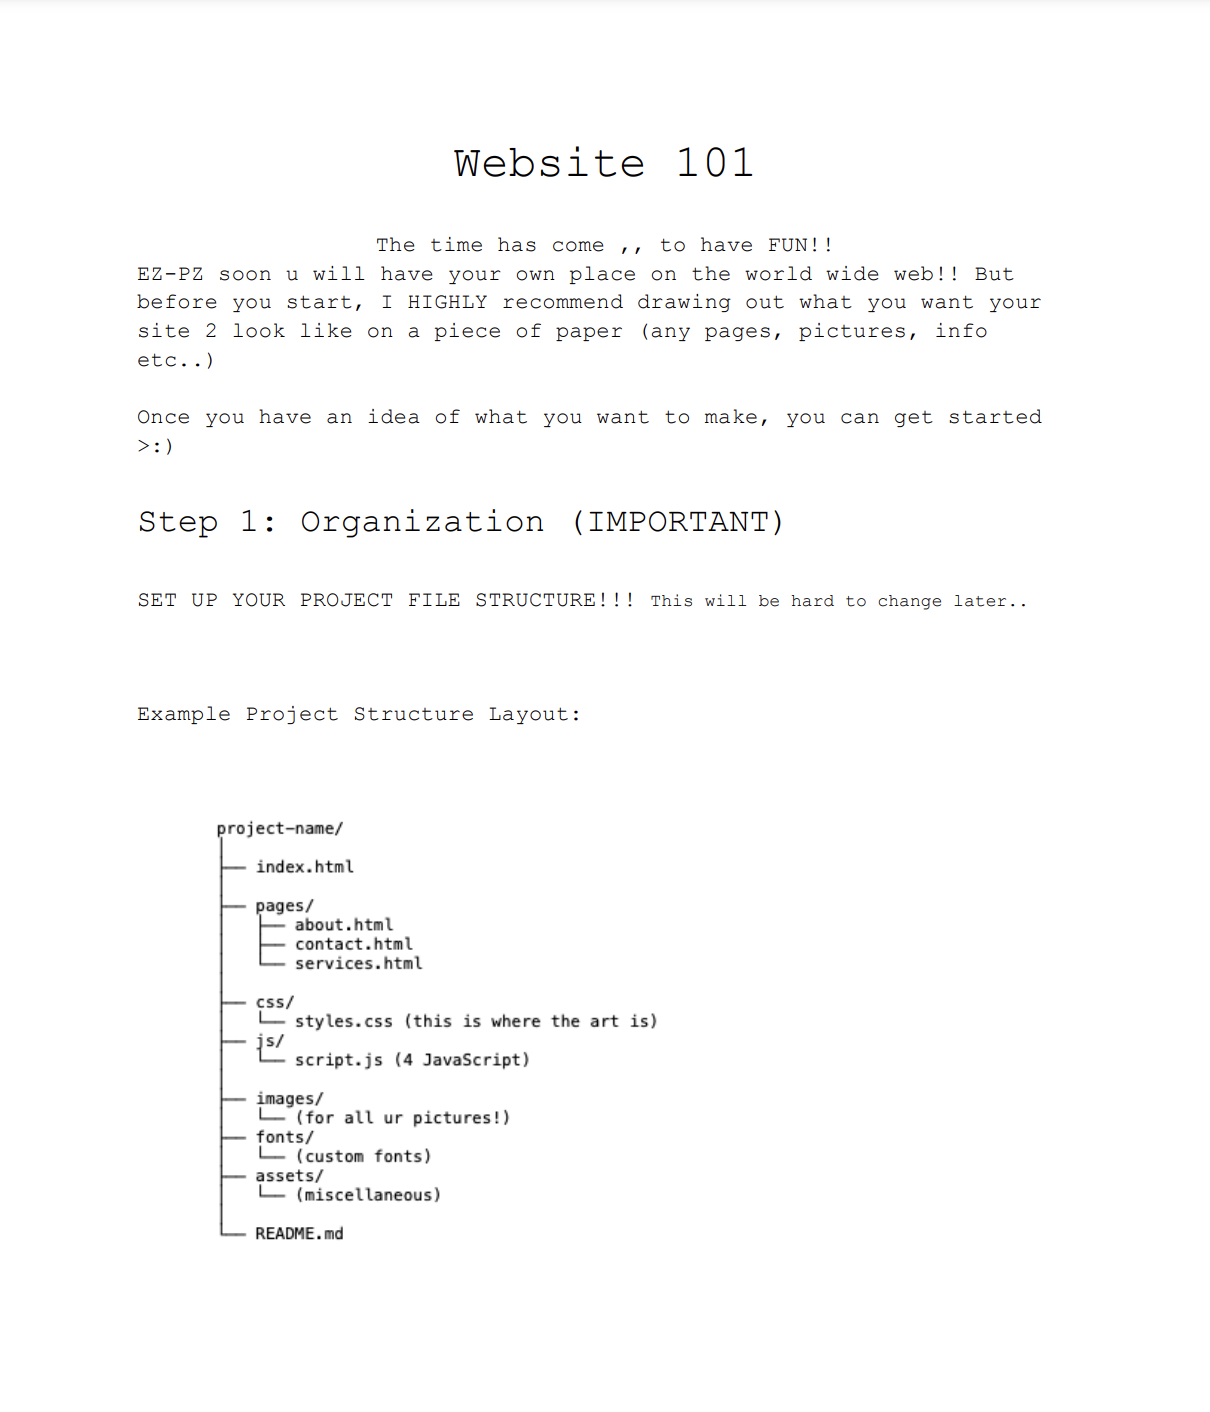 Website 101
The time has come ,, to have FUN!!
EZ-PZ soon u will have your own place on the world wide web!! But
before you start, I HIGHLY recommend drawing out what you want your
site 2 look like on a piece of paper (any pages, pictures, info
etc..)
Once you have an idea of what you want to make, you can get started
>:)
Step 1: Organization (IMPORTANT)
SET UP YOUR PROJECT FILE STRUCTURE!!! This will be hard to change later..
Example Project Structure Layout:
project-name/
index.html
pages/
about.html
contact.html
services.html
css/
styles.css (this is where the art is)
js/
script.js (4 JavaScript)
images/
(for all ur pictures!)
fonts/
(custom fonts)
assets/
(miscellaneous)
README.md